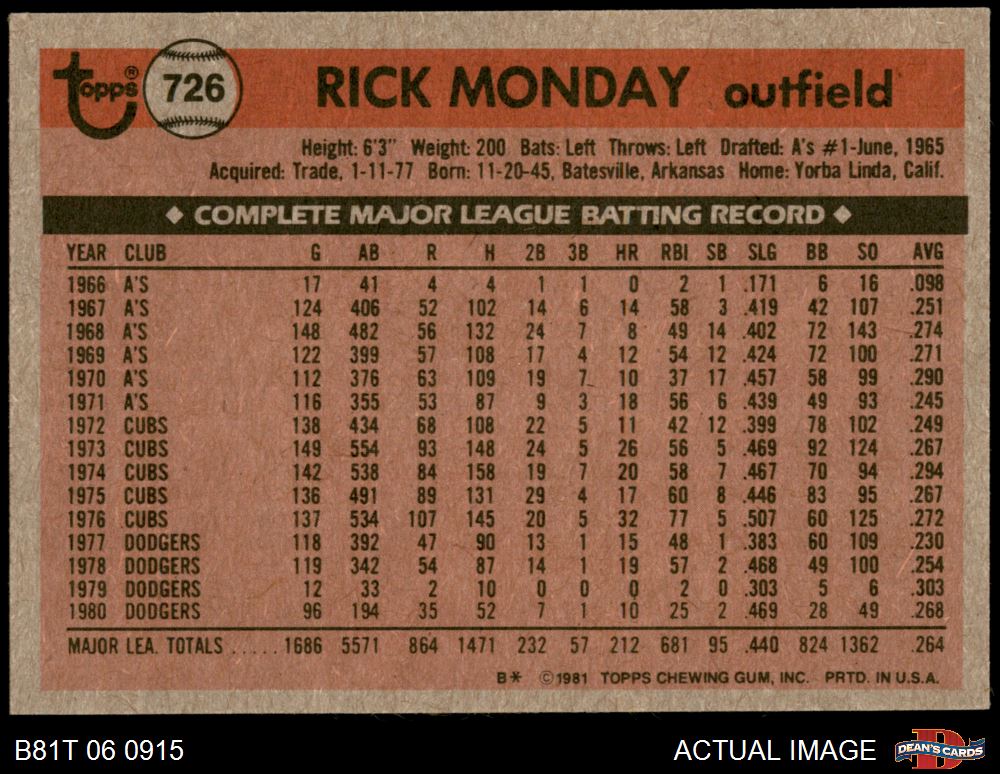 topps® 726 RICK MONDAY outfield
Height: 6'3" Weight: 200 Bats: Left Throws: Left Drafted: A's #1-June, 1965
Acquired: Trade, 1-11-77 Born: 11-20-45, Batesville, Arkansas Home: Yorba Linda, Calif.
◆ COMPLETE MAJOR LEAGUE BATTING RECORD ◆
YEAR CLUB G AB R H 2B 3B HR RBI SB SLG BB SO AVG
1966 A'S 17 41 4 4 1 1 0 2 1 .171 6 16 .098
1967 A'S 124 406 52 102 14 6 14 58 3 .419 42 107 .251
1968 A'S 148 482 56 132 24 7 8 49 14 .402 72 143 .274
1969 A'S 122 399 57 108 17 4 12 54 12 .424 72 100 .271
1970 A'S 112 376 63 109 19 7 10 37 17 .457 58 99 .290
1971 A'S 116 355 53 87 9 3 18 56 6 .439 49 93 .245
1972 CUBS 138 434 68 108 22 5 11 42 12 .399 78 102 .249
1973 CUBS 149 554 93 148 24 5 26 56 5 .469 92 124 .267
1974 CUBS 142 538 84 158 19 7 20 58 7 .467 70 94 .294
1975 CUBS 136 491 89 131 29 4 17 60 8 .446 83 95 .267
1976 CUBS 137 534 107 145 20 5 32 77 5 .507 60 125 .272
1977 DODGERS 118 392 47 90 13 1 15 48 1 .383 60 109 .230
1978 DODGERS 119 342 54 87 14 1 19 57 2 .468 49 100 .254
1979 DODGERS 12 33 2 10 0 0 0 2 0 .303 5 6 .303
1980 DODGERS 96 194 35 52 7 1 10 25 2 .469 28 49 .268
MAJOR LEA. TOTALS ..... 1686 5571 864 1471 232 57 212 681 95 .440 824 1362 .264
B* ©1981 TOPPS CHEWING GUM, INC. PRTD. IN U.S.A.
B81T 06 0915 ACTUAL IMAGE DEAN'S CARDS